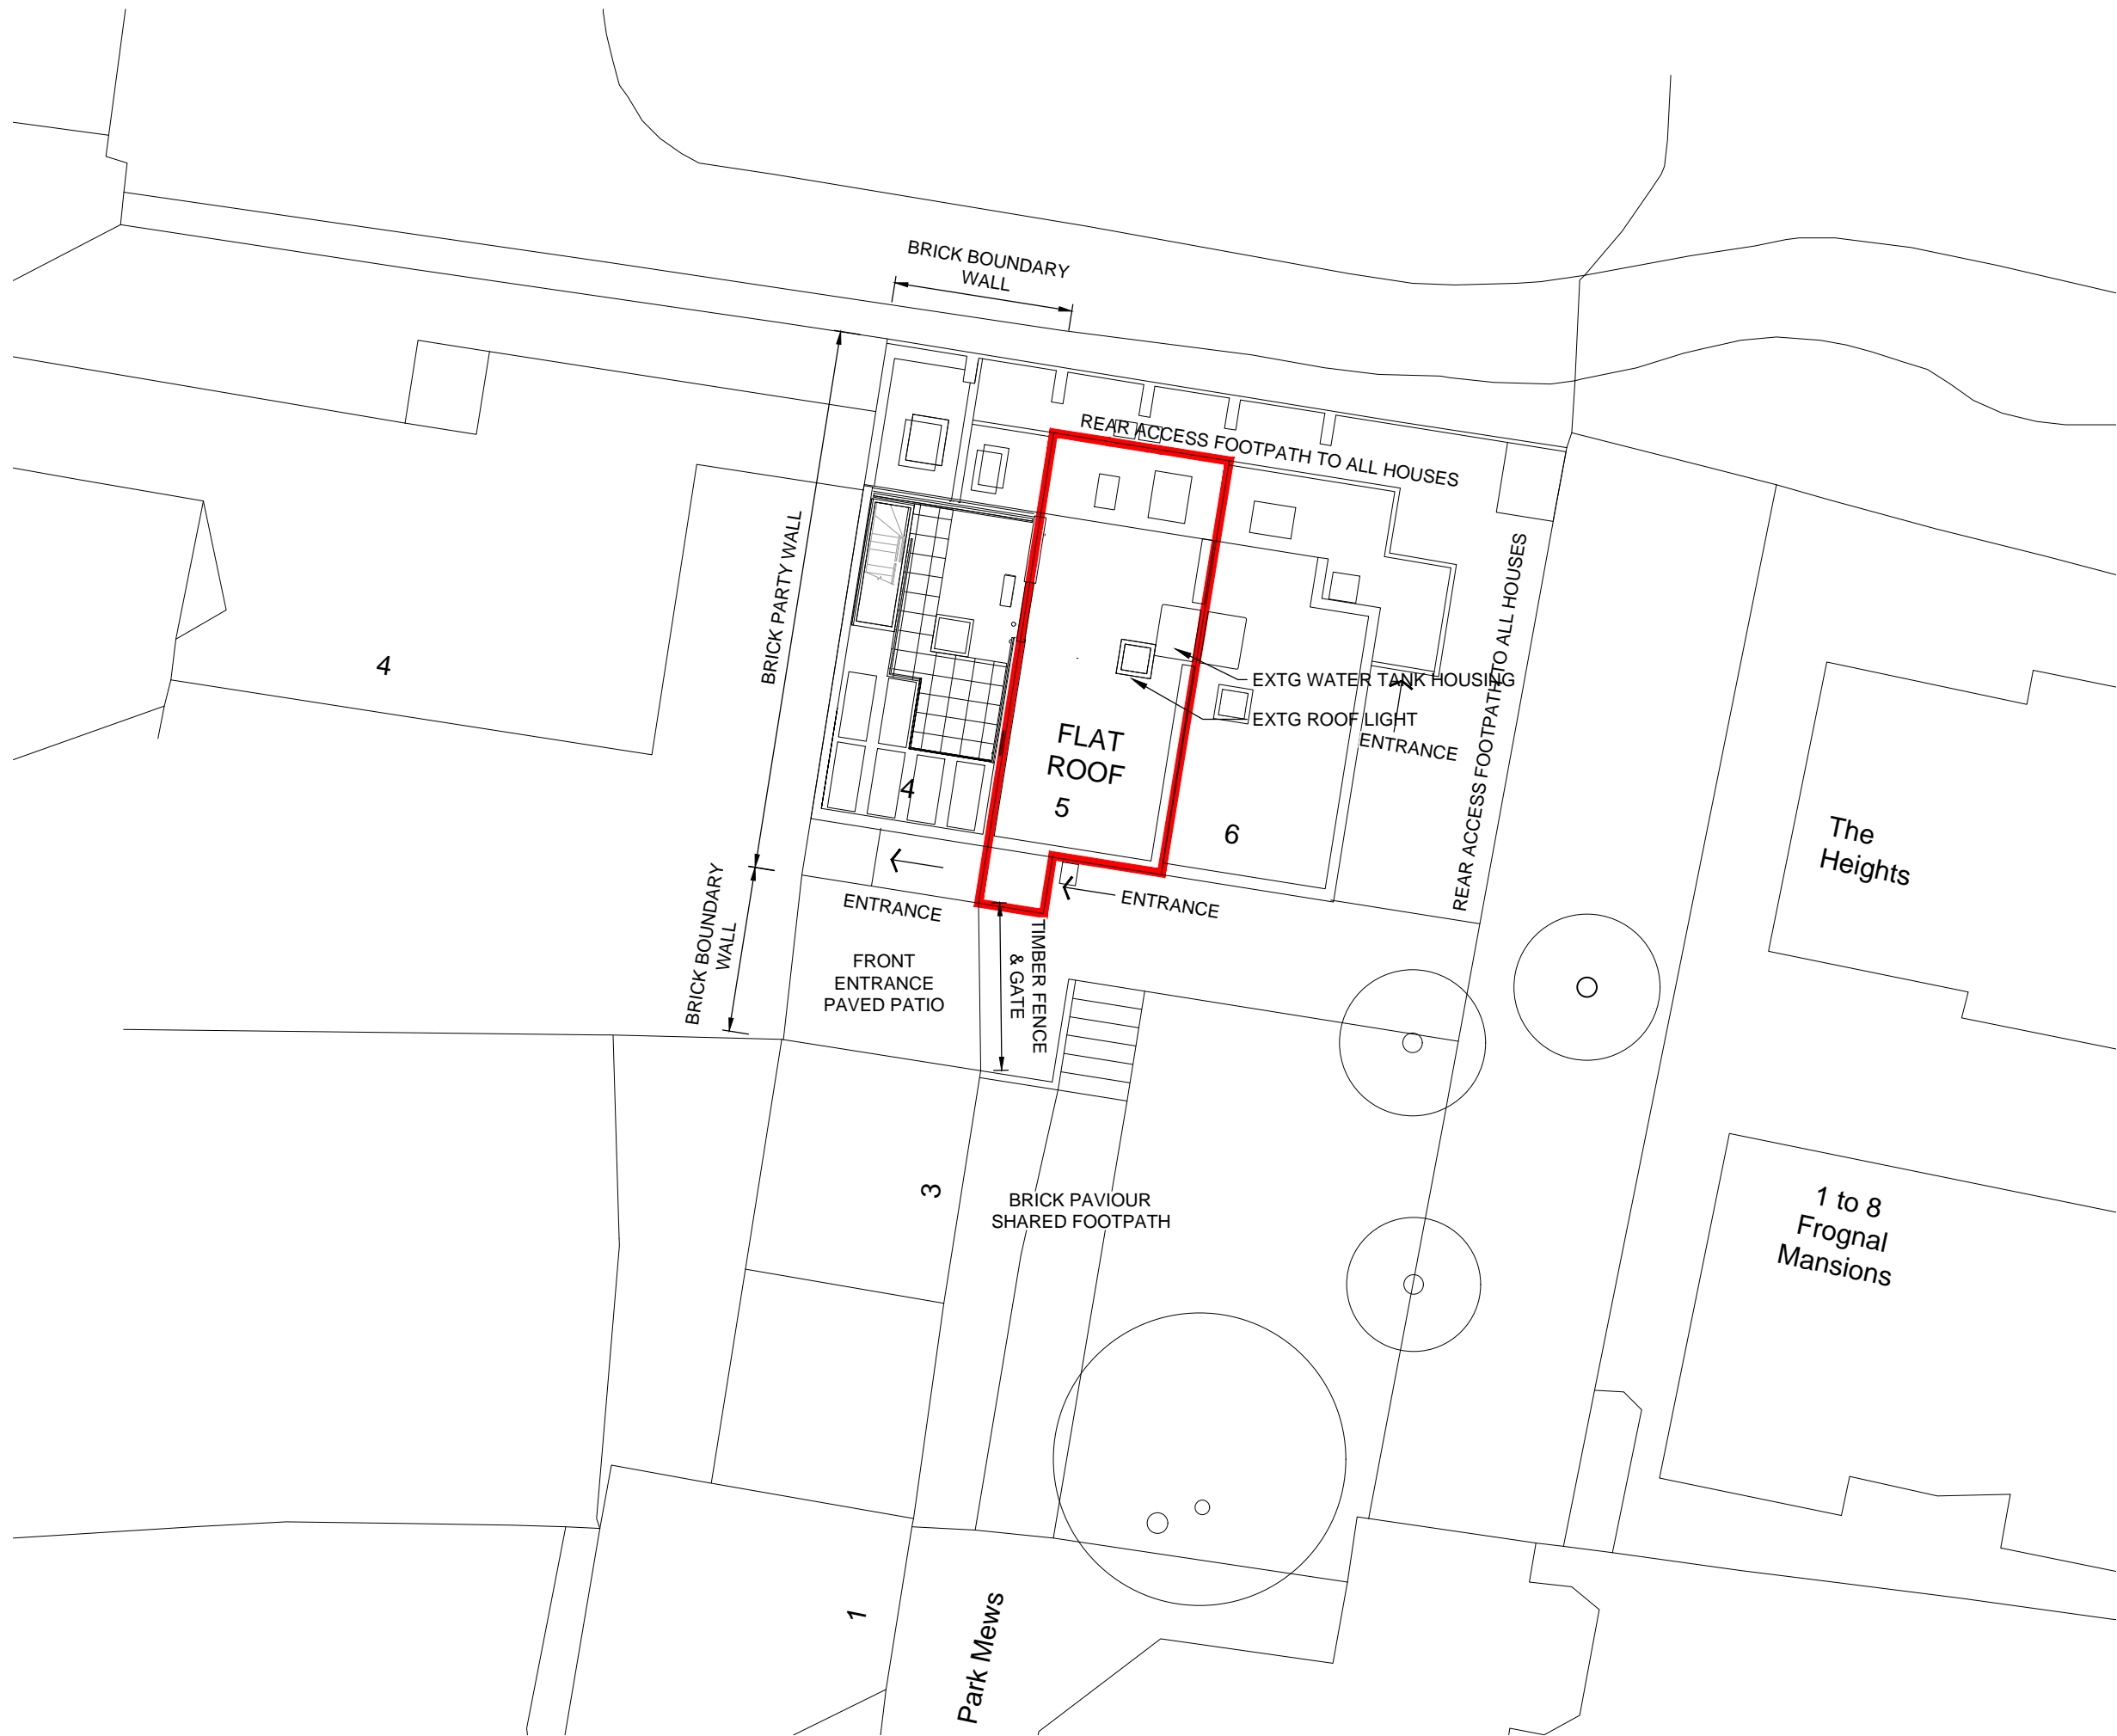 BRICK BOUNDARY
WALL
REAR ACCESS FOOTPATH TO ALL HOUSES
BRICK PARTY WALL
REAR ACCESS FOOTPATH TO ALL HOUSES
4
EXTG WATER TANK HOUSING
EXTG ROOF LIGHT
ENTRANCE
FLAT
ROOF
4
5
6
The
Heights
ENTRANCE
ENTRANCE
BRICK BOUNDARY
WALL
FRONT
ENTRANCE
PAVED PATIO
TIMBER FENCE
& GATE
3
BRICK PAVIOUR
SHARED FOOTPATH
1 to 8
Frognal
Mansions
1
Park Mews